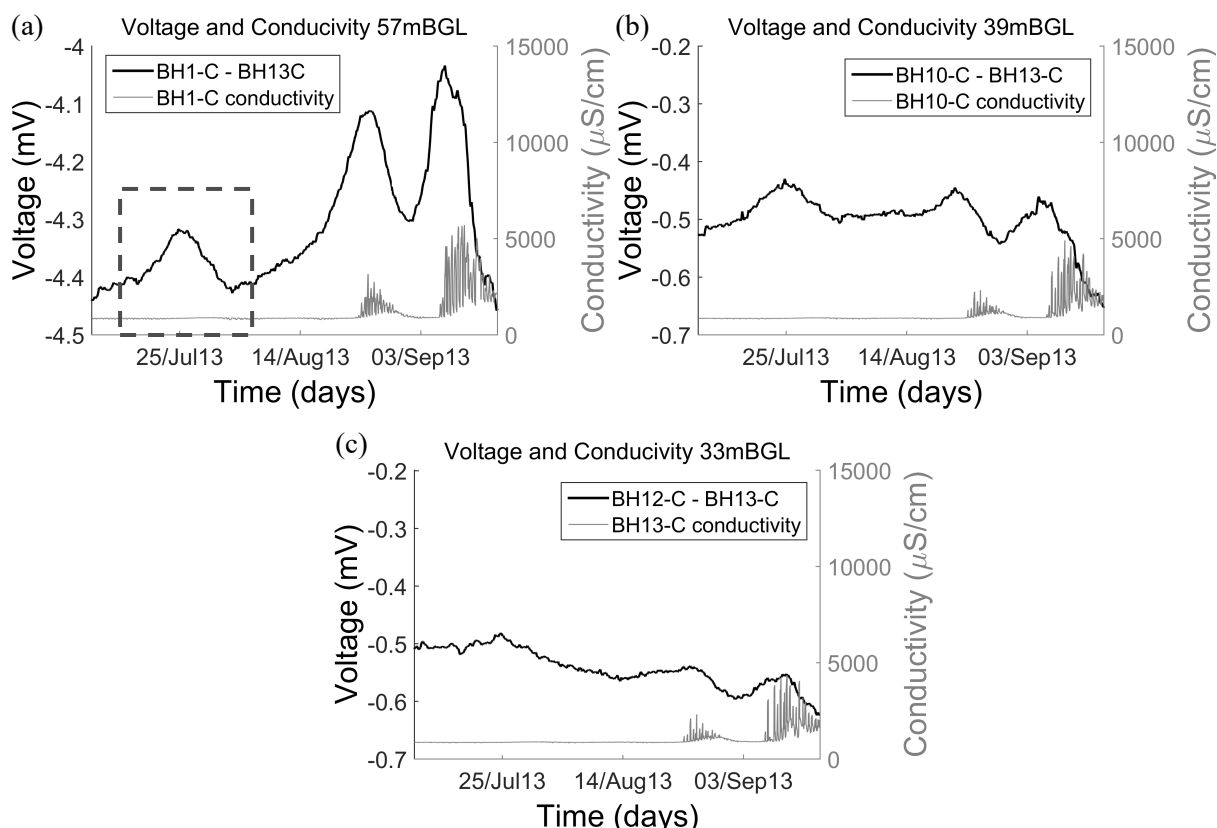 (a)
Voltage and Conducivity 57mBGL
BH1-C - BH13C
BH1-C conductivity
Voltage (mV)
-4
-4.1
-4.2
-4.3
-4.4
-4.5
15000
10000
5000
0
Conductivity (μS/cm)
25/Jul13
14/Aug13
03/Sep13
Time (days)
(b)
Voltage and Conducivity 39mBGL
BH10-C - BH13-C
BH10-C conductivity
Voltage (mV)
-0.2
-0.3
-0.4
-0.5
-0.6
-0.7
15000
10000
5000
0
Conductivity (μS/cm)
25/Jul13
14/Aug13
03/Sep13
Time (days)
(c)
Voltage and Conducivity 33mBGL
BH12-C - BH13-C
BH13-C conductivity
Voltage (mV)
-0.2
-0.3
-0.4
-0.5
-0.6
-0.7
15000
10000
5000
0
Conductivity (μS/cm)
25/Jul13
14/Aug13
03/Sep13
Time (days)